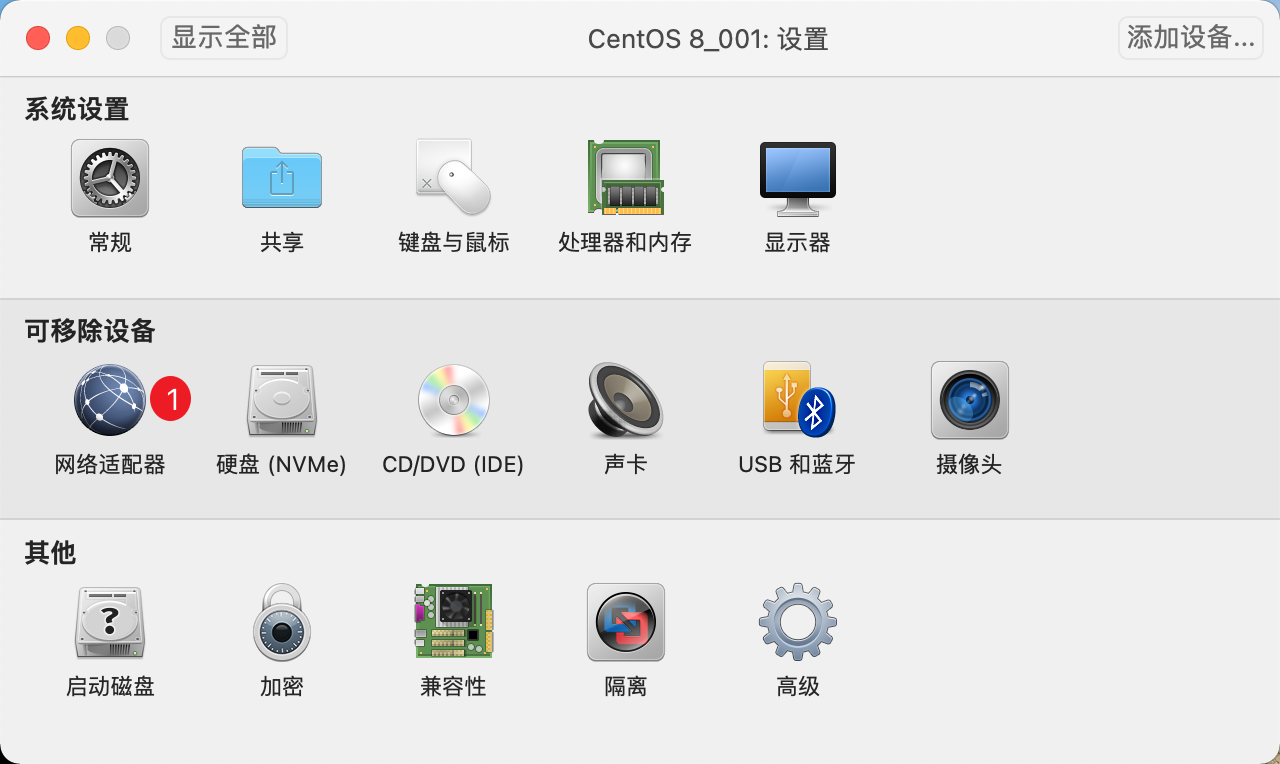 显示全部
CentOS 8_001: 设置
添加设备...
系统设置
常规
共享
键盘与鼠标
处理器和内存
显示器
可移除设备
1
网络适配器
硬盘 (NVMe)
CD/DVD (IDE)
声卡
USB 和蓝牙
摄像头
其他
?
启动磁盘
加密
兼容性
隔离
高级